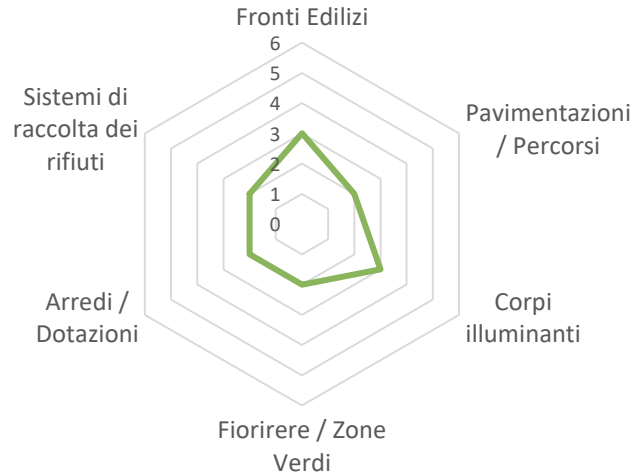 Fronti Edilizi
6
5
4
3
2
1
0
Pavimentazioni
/ Percorsi
Corpi
illuminanti
Fiorirere / Zone
Verdi
Arredi /
Dotazioni
Sistemi di
raccolta dei
rifiuti